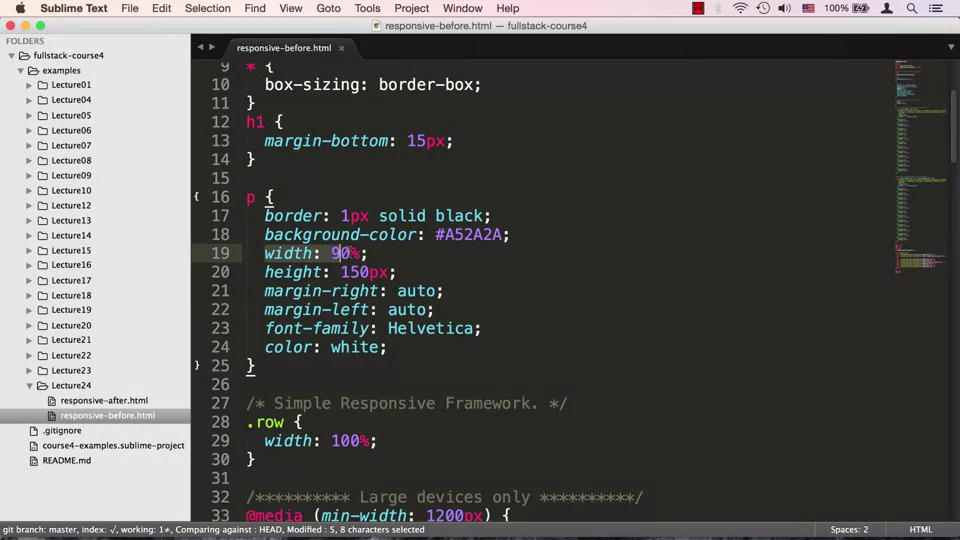 Sublime Text File Edit Selection Find View Goto Tools Project Window Help 100%
responsive-before.html — fullstack-course4
FOLDERS
fullstack-course4
examples
Lecture01
Lecture04
Lecture05
Lecture06
Lecture07
Lecture08
Lecture09
Lecture10
Lecture12
Lecture13
Lecture14
Lecture15
Lecture16
Lecture17
Lecture18
Lecture19
Lecture20
Lecture21
Lecture22
Lecture23
Lecture24
responsive-after.html
responsive-before.html
.gitignore
course4-examples.sublime-project
README.md
responsive-before.html ×
9 * {
10 box-sizing: border-box;
11 }
12 h1 {
13 margin-bottom: 15px;
14 }
15
16 p {
17 border: 1px solid black;
18 background-color: #A52A2A;
19 width: 90%;
20 height: 150px;
21 margin-right: auto;
22 margin-left: auto;
23 font-family: Helvetica;
24 color: white;
25 }
26
27 /* Simple Responsive Framework. */
28 .row {
29 width: 100%;
30 }
31
32 /********** Large devices only **********/
33 @media (min-width: 1200px) {
git branch: master, index: √, working: 1≠, Comparing against : HEAD, Modified : 5, 8 characters selected
Spaces: 2
HTML